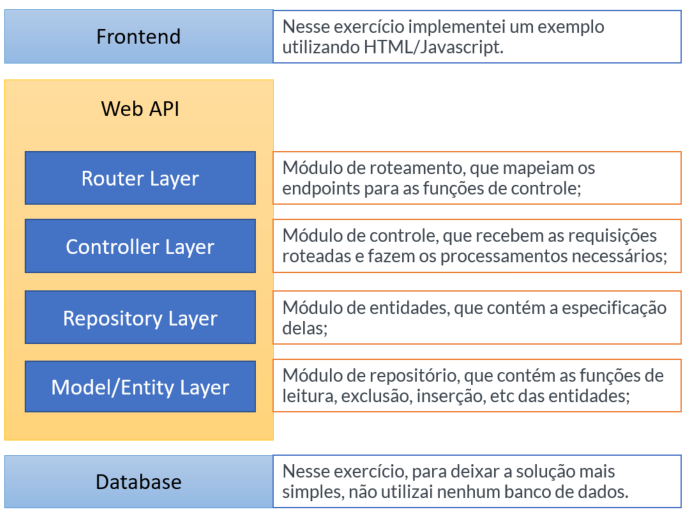 Frontend
Nesse exercício implementei um exemplo
utilizando HTML/Javascript.
Web API
Router Layer
Módulo de roteamento, que mapeiam os
endpoints para as funções de controle;
Controller Layer
Módulo de controle, que recebem as requisições
roteadas e fazem os processamentos necessários;
Repository Layer
Módulo de entidades, que contém a especificação
delas;
Model/Entity Layer
Módulo de repositório, que contém as funções de
leitura, exclusão, inserção, etc das entidades;
Database
Nesse exercício, para deixar a solução mais
simples, não utilizai nenhum banco de dados.